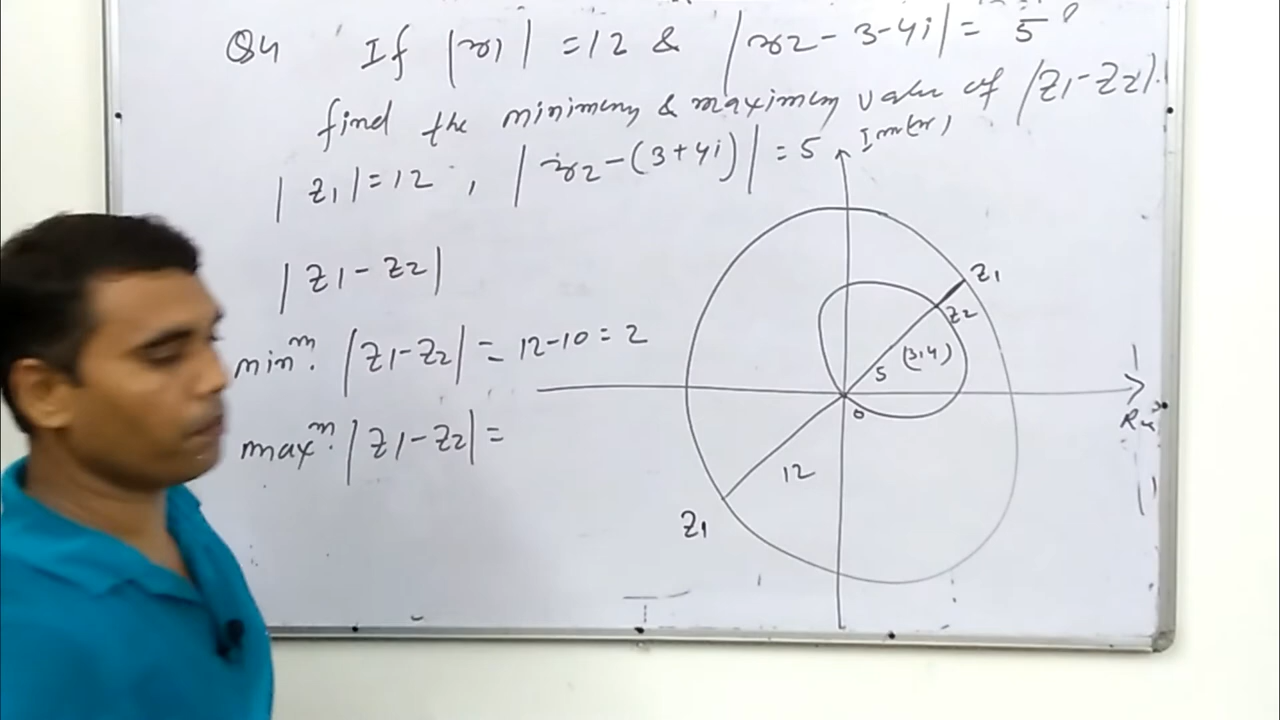 Q4 If |z1| = 12 & |z2 - 3 - 4i| = 5
find the minimum & maximum value of |Z1 - Z2|.
|z1| = 12, |z2 - (3 + 4i)| = 5
Im(z)
|Z1 - Z2|
Z1
Z2
min^m. |Z1 - Z2| = 12 - 10 = 2
(3,4)
5
0
max^m. |Z1 - Z2| =
12
Z1